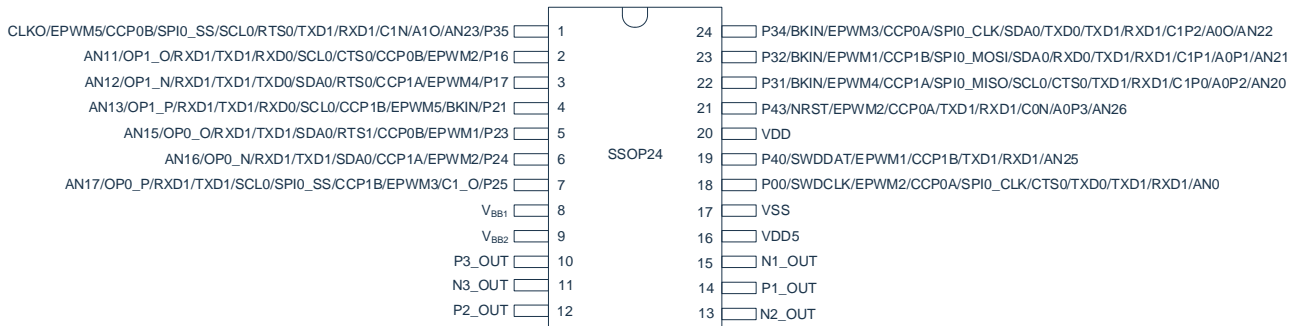 CLKO/EPWM5/CCP0B/SPI0_SS/SCL0/RTS0/TXD1/RXD1/C1N/A1O/AN23/P35 1 24 P34/BKIN/EPWM3/CCP0A/SPI0_CLK/SDA0/TXD0/TXD1/RXD1/C1P2/A0O/AN22
AN11/OP1_O/RXD1/TXD1/RXD0/SCL0/CTS0/CCP0B/EPWM2/P16 2 23 P32/BKIN/EPWM1/CCP1B/SPI0_MOSI/SDA0/RXD0/TXD1/RXD1/C1P1/A0P1/AN21
AN12/OP1_N/RXD1/TXD1/TXD0/SDA0/RTS0/CCP1A/EPWM4/P17 3 22 P31/BKIN/EPWM4/CCP1A/SPI0_MISO/SCL0/CTS0/TXD1/RXD1/C1P0/A0P2/AN20
AN13/OP1_P/RXD1/TXD1/RXD0/SCL0/CCP1B/EPWM5/BKIN/P21 4 21 P43/NRST/EPWM2/CCP0A/TXD1/RXD1/C0N/A0P3/AN26
AN15/OP0_O/RXD1/TXD1/SDA0/RTS1/CCP0B/EPWM1/P23 5 20 VDD
AN16/OP0_N/RXD1/TXD1/SDA0/CCP1A/EPWM2/P24 6 SSOP24 19 P40/SWDDAT/EPWM1/CCP1B/TXD1/RXD1/AN25
AN17/OP0_P/RXD1/TXD1/SCL0/SPI0_SS/CCP1B/EPWM3/C1_O/P25 7 18 P00/SWDCLK/EPWM2/CCP0A/SPI0_CLK/CTS0/TXD0/TXD1/RXD1/AN0
VBB1 8 17 VSS
VBB2 9 16 VDD5
P3_OUT 10 15 N1_OUT
N3_OUT 11 14 P1_OUT
P2_OUT 12 13 N2_OUT